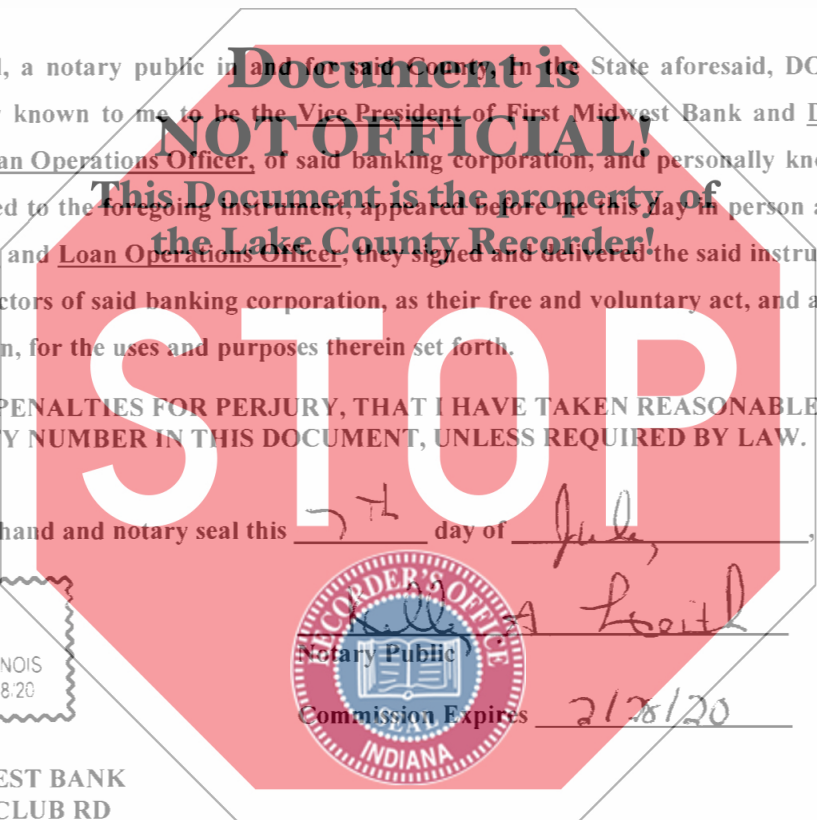 , a notary public in and for said County, In the State aforesaid, DO
known to me to be the Vice President of First Midwest Bank and D
an Operations Officer, of said banking corporation, and personally kno
ed to the foregoing instrument, appeared before me this day in person a
and Loan Operations Officer, they signed and delivered the said instru
ctors of said banking corporation, as their free and voluntary act, and a
n, for the uses and purposes therein set forth.
Document is
NOT OFFICIAL!
This Document is the property of
the Lake County Recorder!
STOP
PENALTIES FOR PERJURY, THAT I HAVE TAKEN REASONABLE
Y NUMBER IN THIS DOCUMENT, UNLESS REQUIRED BY LAW.
hand and notary seal this 7th day of July,
Kelly A
Notary Public
Commission Expires 2/28/20
RECORDER'S OFFICE
SEAL
INDIANA
NOIS
8/20
EST BANK
CLUB RD